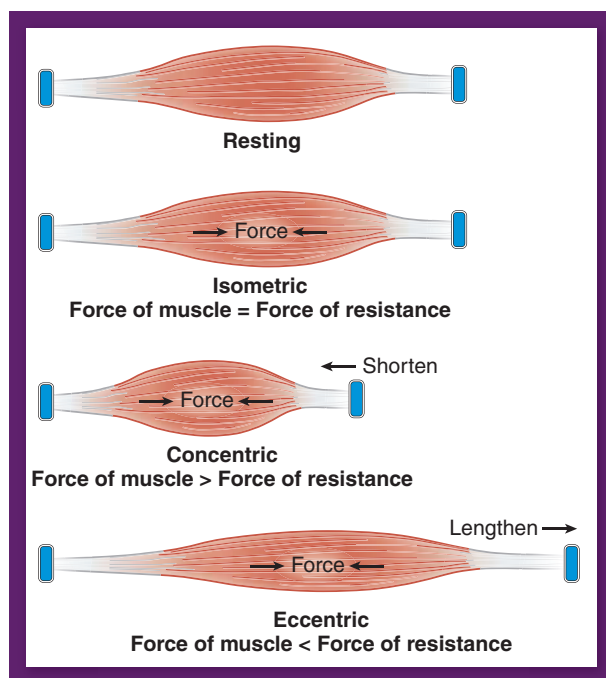 Resting
Force
Isometric
Force of muscle = Force of resistance
Shorten
Force
Concentric
Force of muscle > Force of resistance
Lengthen
Force
Eccentric
Force of muscle < Force of resistance